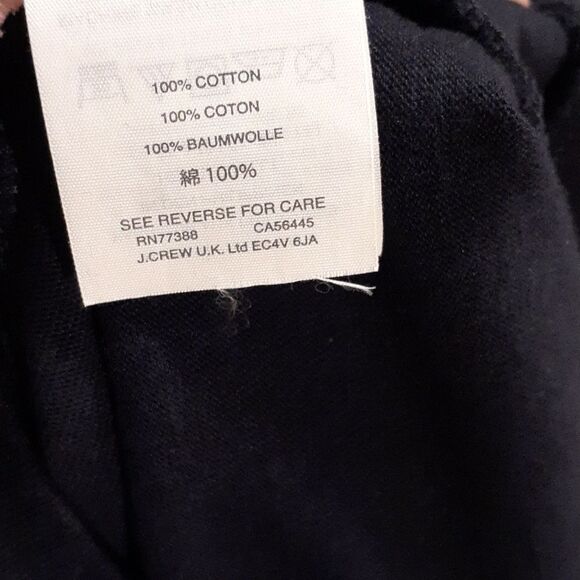 100% COTTON
100% COTON
100% BAUMWOLLE
綿 100%
SEE REVERSE FOR CARE
RN77388 CA56445
J.CREW U.K. Ltd EC4V 6JA